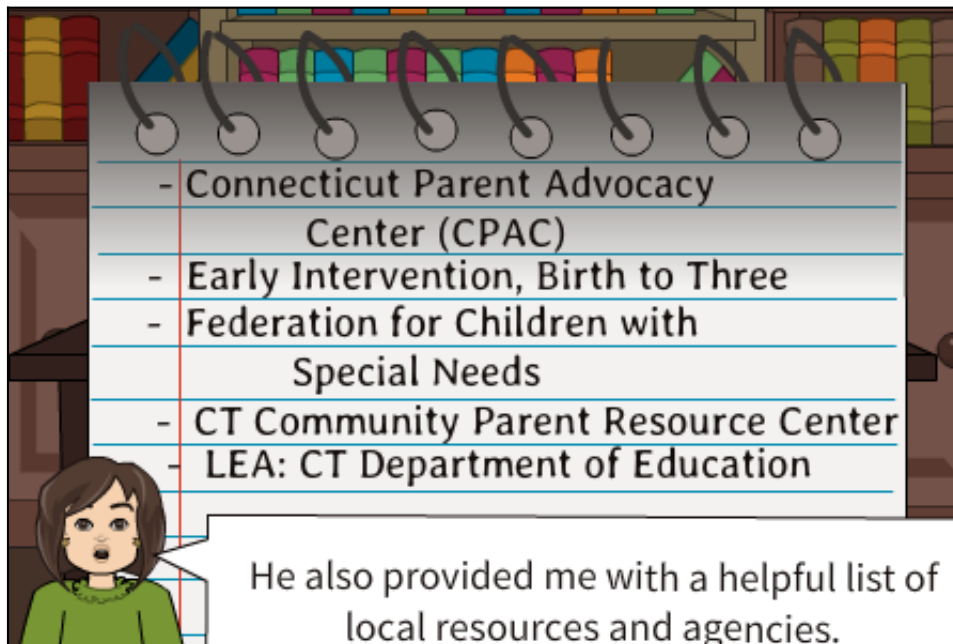 - Connecticut Parent Advocacy
Center (CPAC)
- Early Intervention, Birth to Three
- Federation for Children with
Special Needs
- CT Community Parent Resource Center
- LEA: CT Department of Education
He also provided me with a helpful list of
local resources and agencies.